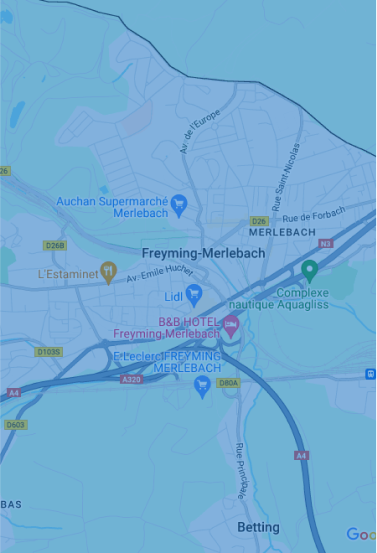 Av. de l'Europe
26
Rue Saint-Nicolas
Auchan Supermarché
Merlebach
D26
Rue de Forbach
MERLEBACH
D26B
N3
Freyming-Merlebach
L'Estaminet
Av. Emile Huchet
Complexe
nautique Aquagliss
Lidl
B&B HOTEL
Freyming Merlebach
D103S
E.Leclerc FREYMING
MERLEBACH
A320
D80A
A4
D603
Rue Principale
A4
BAS
Betting
Goo